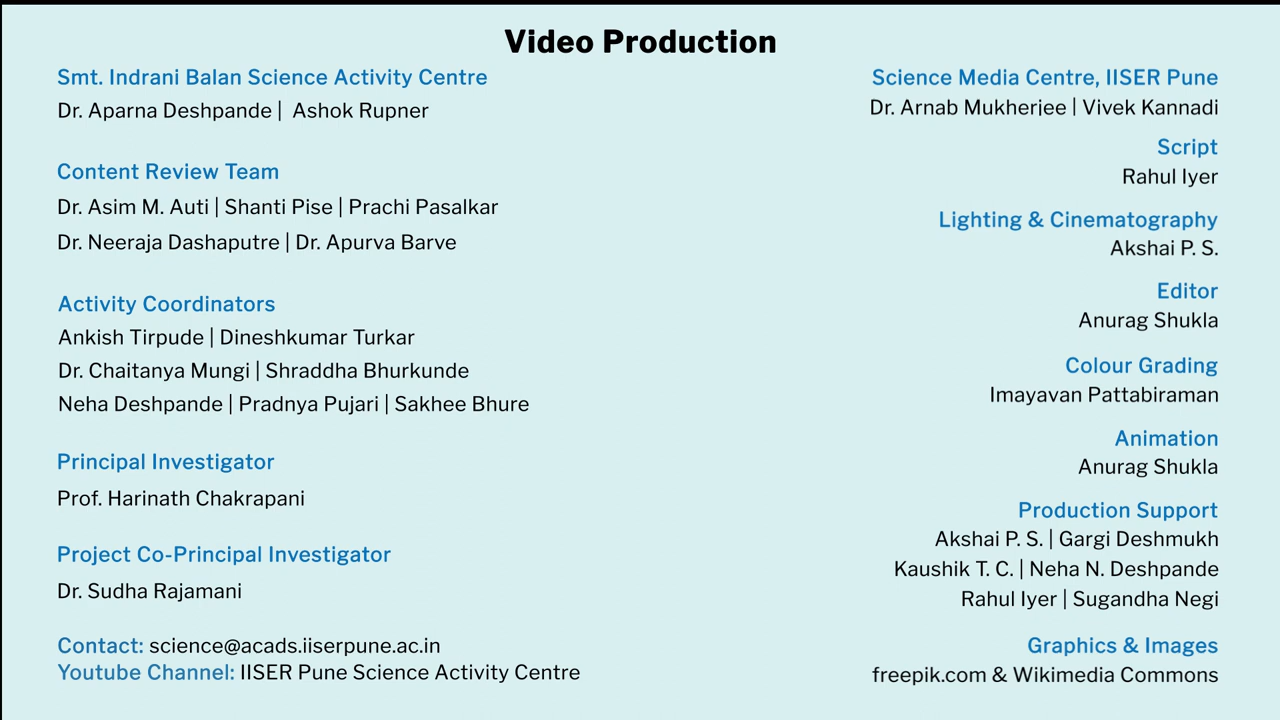 Video Production
Smt. Indrani Balan Science Activity Centre
Dr. Aparna Deshpande | Ashok Rupner
Content Review Team
Dr. Asim M. Auti | Shanti Pise | Prachi Pasalkar
Dr. Neeraja Dashaputre | Dr. Apurva Barve
Activity Coordinators
Ankish Tirpude | Dineshkumar Turkar
Dr. Chaitanya Mungi | Shraddha Bhurkunde
Neha Deshpande | Pradnya Pujari | Sakhee Bhure
Principal Investigator
Prof. Harinath Chakrapani
Project Co-Principal Investigator
Dr. Sudha Rajamani
Contact: science@acads.iiserpune.ac.in
Youtube Channel: IISER Pune Science Activity Centre
Science Media Centre, IISER Pune
Dr. Arnab Mukherjee | Vivek Kannadi
Script
Rahul Iyer
Lighting & Cinematography
Akshai P. S.
Editor
Anurag Shukla
Colour Grading
Imayavan Pattabiraman
Animation
Anurag Shukla
Production Support
Akshai P. S. | Gargi Deshmukh
Kaushik T. C. | Neha N. Deshpande
Rahul Iyer | Sugandha Negi
Graphics & Images
freepik.com & Wikimedia Commons